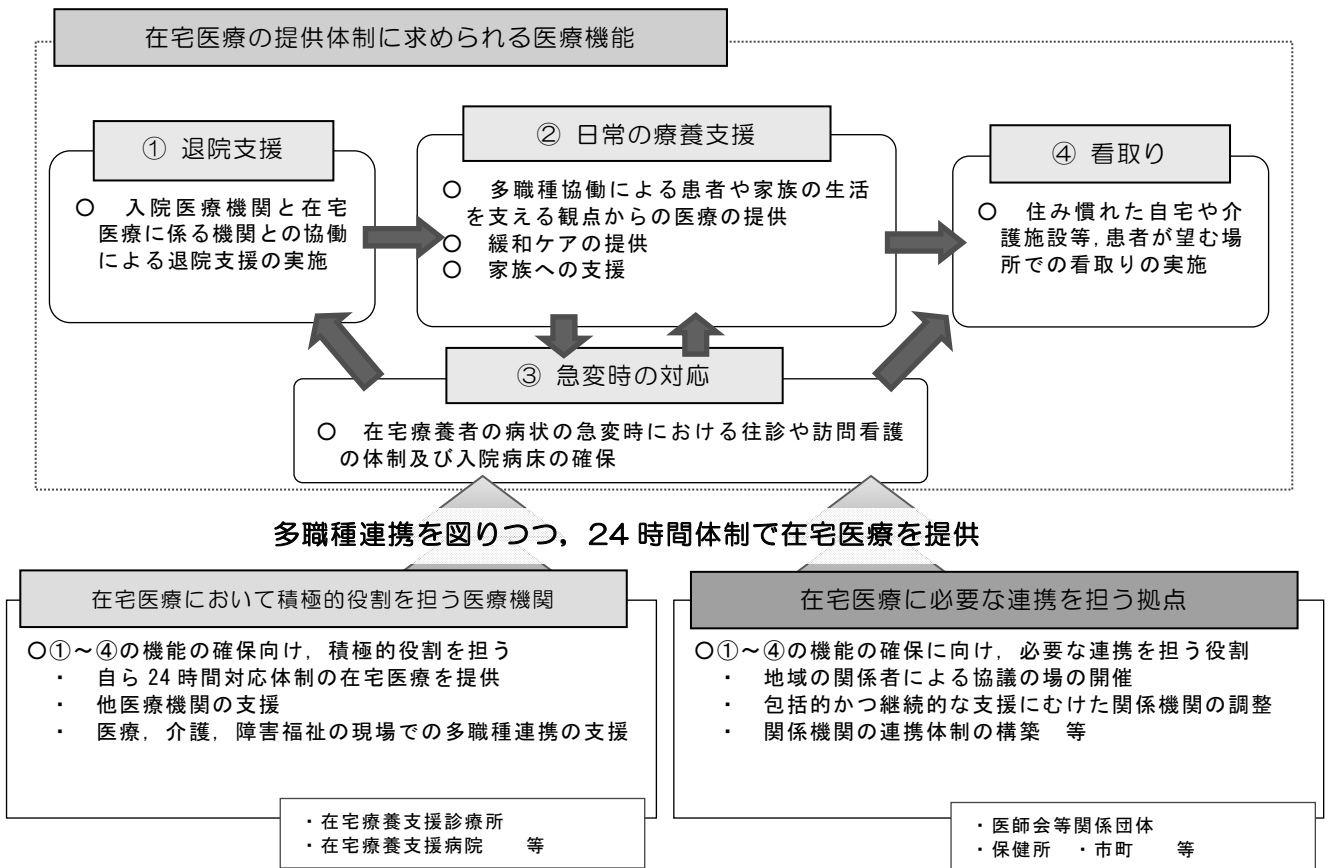 在宅医療の提供体制に求められる医療機能
① 退院支援
○ 入院医療機関と在宅
医療に係る機関との協働
による退院支援の実施
② 日常の療養支援
○ 多職種協働による患者や家族の生活
を支える観点からの医療の提供
○ 緩和ケアの提供
○ 家族への支援
④ 看取り
○ 住み慣れた自宅や介
護施設等,患者が望む場
所での看取りの実施
③ 急変時の対応
○ 在宅療養者の病状の急変時における往診や訪問看護
の体制及び入院病床の確保
多職種連携を図りつつ，24時間体制で在宅医療を提供
在宅医療において積極的役割を担う医療機関
○①～④の機能の確保向け，積極的役割を担う
・ 自ら24時間対応体制の在宅医療を提供
・ 他医療機関の支援
・ 医療，介護，障害福祉の現場での多職種連携の支援
・在宅療養支援診療所
・在宅療養支援病院 等
在宅医療に必要な連携を担う拠点
○①～④の機能の確保に向け，必要な連携を担う役割
・ 地域の関係者による協議の場の開催
・ 包括的かつ継続的な支援にむけた関係機関の調整
・ 関係機関の連携体制の構築 等
・医師会等関係団体
・保健所 ・市町 等